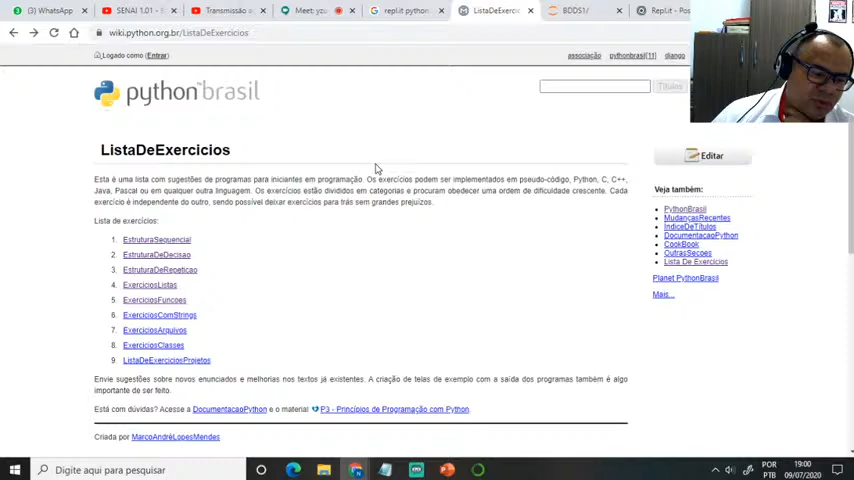 (3) WhatsApp
SENAI 1.01 - E
Transmissão
Meet: yzu
repl.it python
ListaDeExercic
BDDS1/
Repl.it - Pos
wiki.python.org.br/ListaDeExercicios
Logado como (Entrar)
associação pythonbrasil[11] django
python brasil
Títulos
ListaDeExercicios
Editar
Esta é uma lista com sugestões de programas para iniciantes em programação. Os exercícios podem ser implementados em pseudo-código, Python, C, C++,
Java, Pascal ou em qualquer outra linguagem. Os exercícios estão divididos em categorias e procuram obedecer uma ordem de dificuldade crescente. Cada
exercício é independente do outro, sendo possível deixar exercícios para trás sem grandes prejuízos.
Lista de exercícios:
1. EstruturaSequencial
2. EstruturaDeDecisao
3. EstruturaDeRepeticao
4. ExerciciosListas
5. ExerciciosFuncoes
6. ExerciciosComStrings
7. ExerciciosArquivos
8. ExerciciosClasses
9 ListaDeExerciciosProjetos
Envie sugestões sobre novos enunciados e melhorias nos textos já existentes. A criação de telas de exemplo com a saída dos programas também é algo
importante de ser feito.
Está com dúvidas? Acesse a DocumentacaoPython e o material P3 - Princípios de Programação com Python.
Criada por MarcoAndréLopesMendes
Veja também:
PythonBrasil
MudançasRecentes
ÍndiceDeTítulos
DocumentacaoPython
CookBook
OutrasSecoes
Lista De Exercicios
Planet PythonBrasil
Mais...
Digite aqui para pesquisar
POR
PTB
19:00
09/07/2020